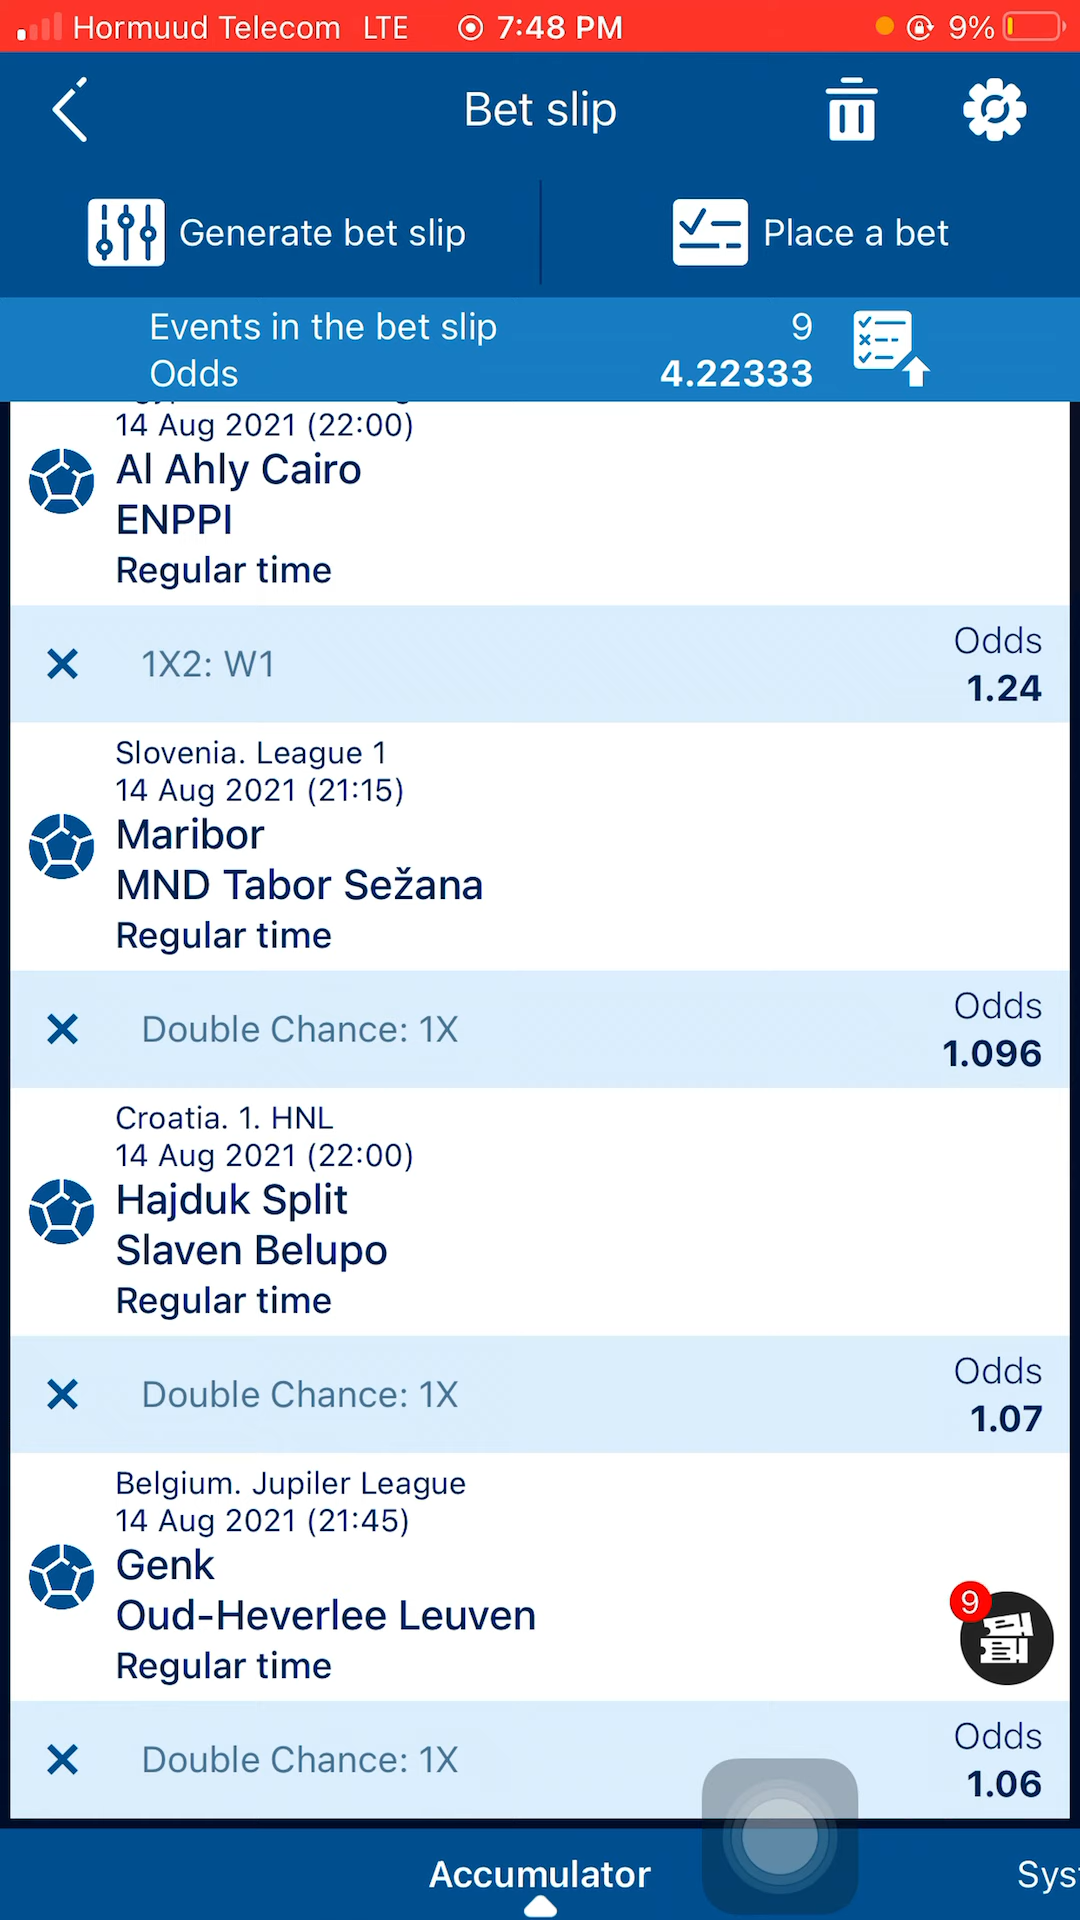 Hormuud Telecom LTE 7:48 PM 9%
Bet slip
Generate bet slip
Place a bet
Events in the bet slip 9
Odds 4.22333
14 Aug 2021 (22:00)
Al Ahly Cairo
ENPPI
Regular time
Odds
1X2: W1
1.24
Slovenia. League 1
14 Aug 2021 (21:15)
Maribor
MND Tabor Sežana
Regular time
Odds
Double Chance: 1X
1.096
Croatia. 1. HNL
14 Aug 2021 (22:00)
Hajduk Split
Slaven Belupo
Regular time
Odds
Double Chance: 1X
1.07
Belgium. Jupiler League
14 Aug 2021 (21:45)
Genk
Oud-Heverlee Leuven
9
Regular time
Odds
Double Chance: 1X
1.06
Accumulator